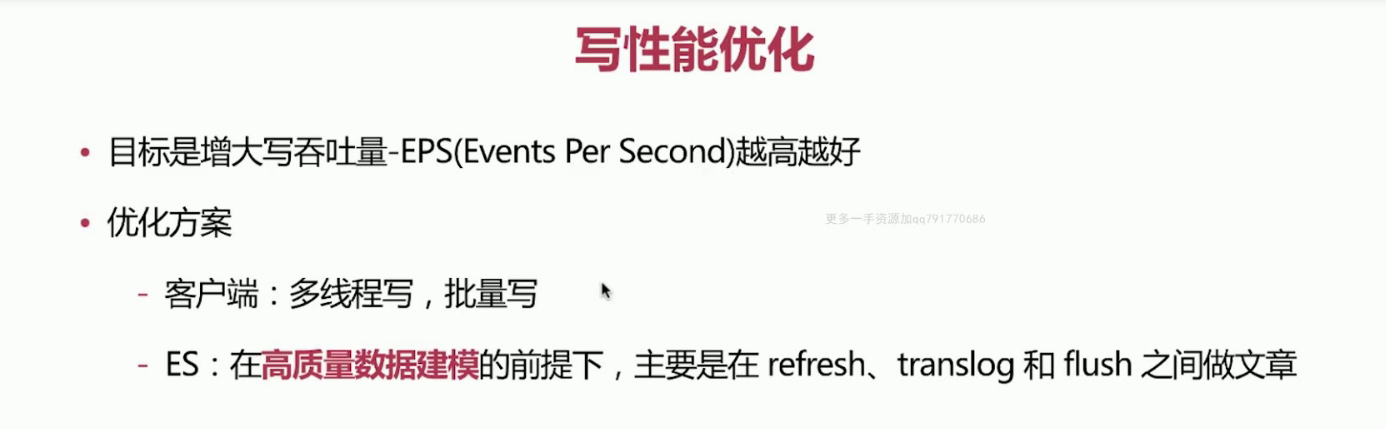 写性能优化
• 目标是增大写吞吐量-EPS(Events Per Second)越高越好
• 优化方案
更多一手资源加qq791770686
- 客户端：多线程写，批量写
- ES：在高质量数据建模的前提下，主要是在 refresh、translog 和 flush 之间做文章